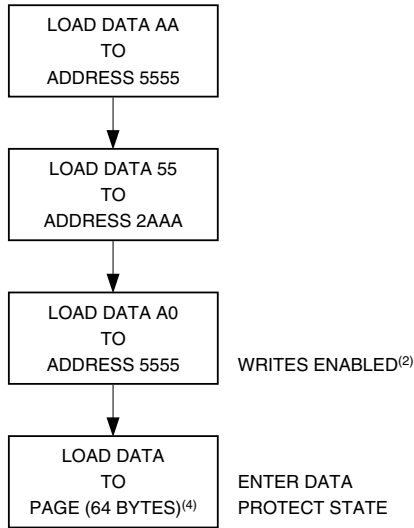 LOAD DATA AA
TO
ADDRESS 5555
LOAD DATA 55
TO
ADDRESS 2AAA
LOAD DATA A0
TO
ADDRESS 5555
WRITES ENABLED(2)
LOAD DATA
TO
PAGE (64 BYTES)(4)
ENTER DATA
PROTECT STATE